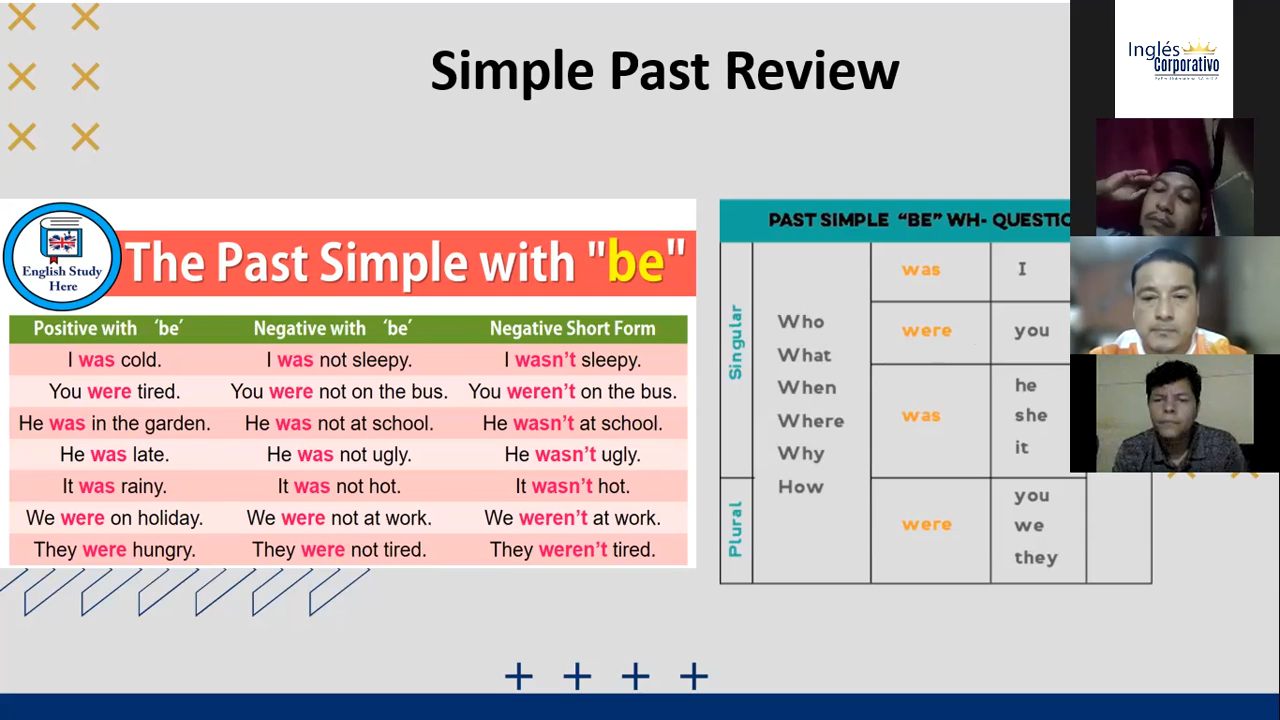 Simple Past Review
Inglés
Corporativo
English Study
Here
The Past Simple with "be"
Positive with 'be' Negative with 'be' Negative Short Form
I was cold. I was not sleepy. I wasn't sleepy.
You were tired. You were not on the bus. You weren't on the bus.
He was in the garden. He was not at school. He wasn't at school.
He was late. He was not ugly. He wasn't ugly.
It was rainy. It was not hot. It wasn't hot.
We were on holiday. We were not at work. We weren't at work.
They were hungry. They were not tired. They weren't tired.
PAST SIMPLE "BE" WH- QUESTIO
Singular
Plural
Who
What
When
Where
Why
How
was I
were you
was
he
she
it
were
you
we
they